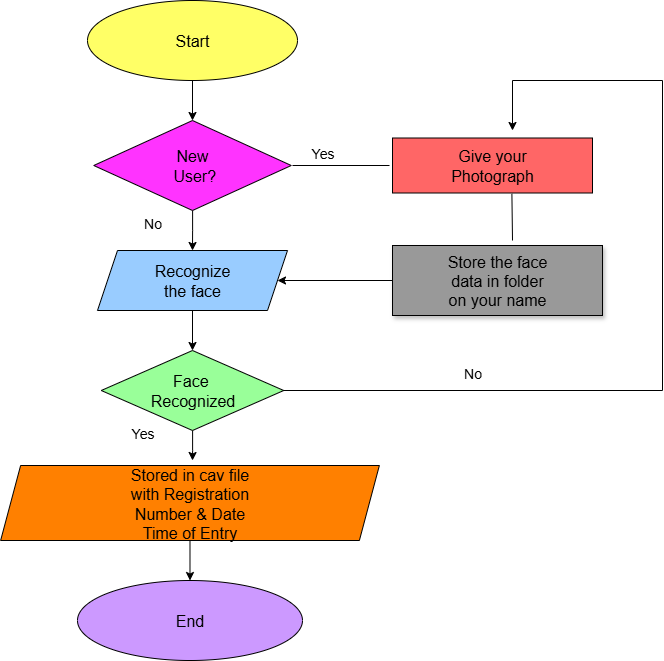 Start
New
User?
Yes
Give your
Photograph
No
Recognize
the face
Store the face
data in folder
on your name
Face
Recognized
No
Yes
Stored in cav file
with Registration
Number & Date
Time of Entry
End